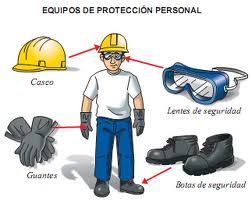 EQUIPOS DE PROTECCIÓN PERSONAL
Casco
Lentes de seguridad
Guantes
Botas de seguridad